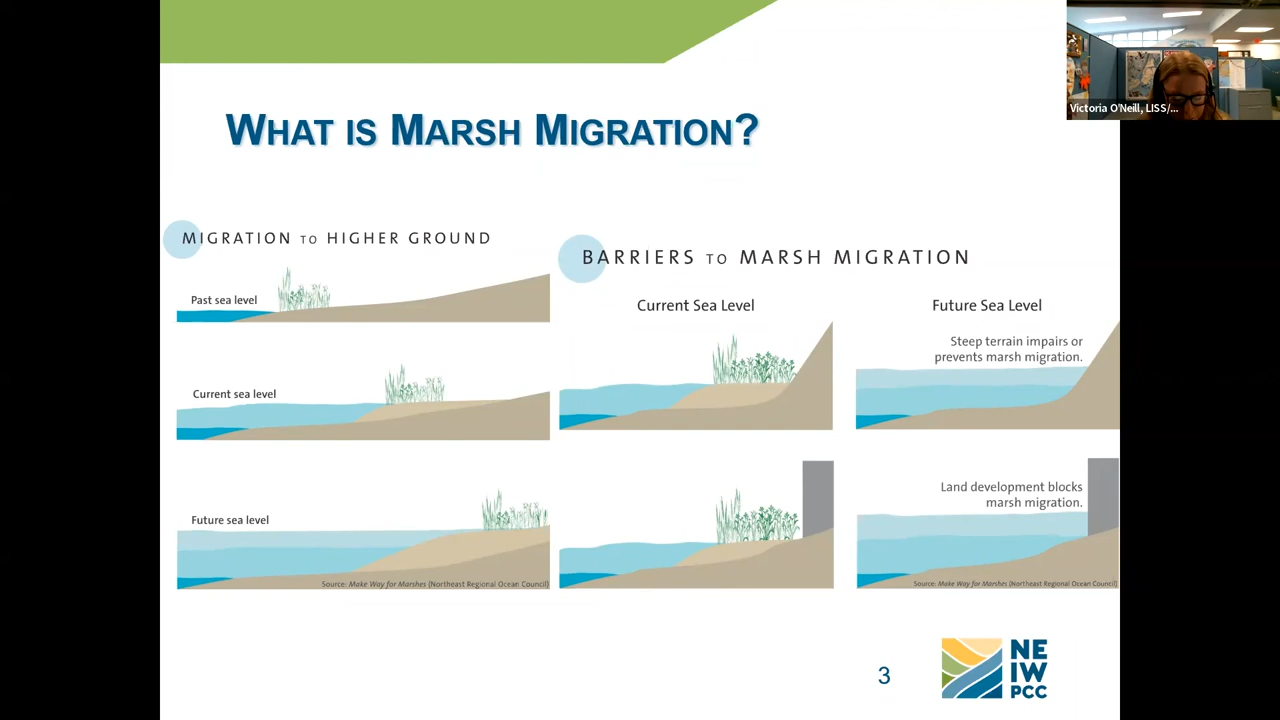 WHAT IS MARSH MIGRATION?
MIGRATION TO HIGHER GROUND
Past sea level
Current sea level
Future sea level
Source: Make Way for Marshes (Northeast Regional Ocean Council)
BARRIERS TO MARSH MIGRATION
Current Sea Level
Future Sea Level
Steep terrain impairs or
prevents marsh migration.
Land development blocks
marsh migration.
Source: Make Way for Marshes (Northeast Regional Ocean Council)
3
NE
IW
PCC
Victoria O'Neill, LISS/...